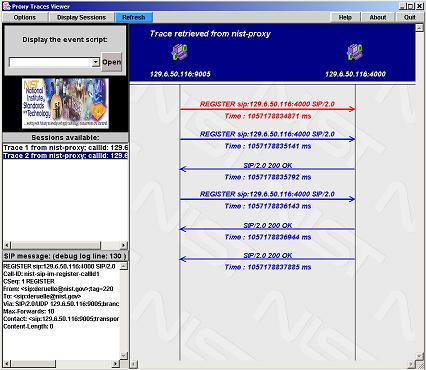 Proxy Traces Viewer
Options Display Sessions Refresh Help About Quit
Display the event script:
Open
NIST
National
Institute
Standards
and
Technology
Sessions available:
Trace 1 from nist-proxy; callId: 129.6
Trace 2 from nist-proxy; callId: 129.6
SIP message: (debug log line: 130 )
REGISTER sip:129.6.50.116:4000 SIP/2.0
Call-ID: nist-sip-im-register-callId1
CSeq: 1 REGISTER
From: <sip:deruelle@nist.gov>;tag=220
To: <sip:deruelle@nist.gov>
Via: SIP/2.0/UDP 129.6.50.116:9005;branc
Max-Forwards: 10
Contact: <sip:129.6.50.116:9005;transpor
Content-Length: 0
Trace retrieved from nist-proxy
129.6.50.116:9005 129.6.50.116:4000
REGISTER sip:129.6.50.116:4000 SIP/2.0
Time : 1057178834871 ms
REGISTER sip:129.6.50.116:4000 SIP/2.0
Time : 1057178835141 ms
SIP/2.0 200 OK
Time : 1057178835792 ms
REGISTER sip:129.6.50.116:4000 SIP/2.0
Time : 1057178836143 ms
SIP/2.0 200 OK
Time : 1057178836944 ms
SIP/2.0 200 OK
Time : 1057178837885 ms